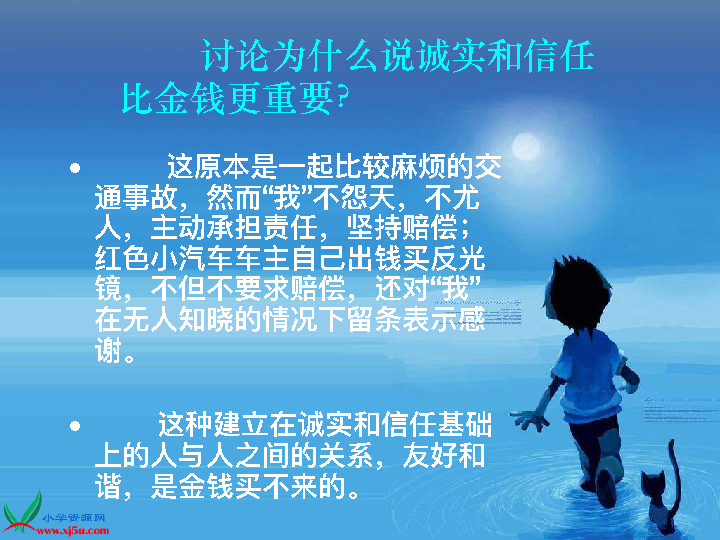 讨论为什么说诚实和信任
比金钱更重要?
• 这原本是一起比较麻烦的交
通事故，然而“我”不怨天，不尤
人，主动承担责任，坚持赔偿；
红色小汽车车主自己出钱买反光
镜，不但不要求赔偿，还对“我”
在无人知晓的情况下留条表示感
谢。
• 这种建立在诚实和信任基础
上的人与人之间的关系，友好和
谐，是金钱买不来的。
小学资源网
www.xj5u.com